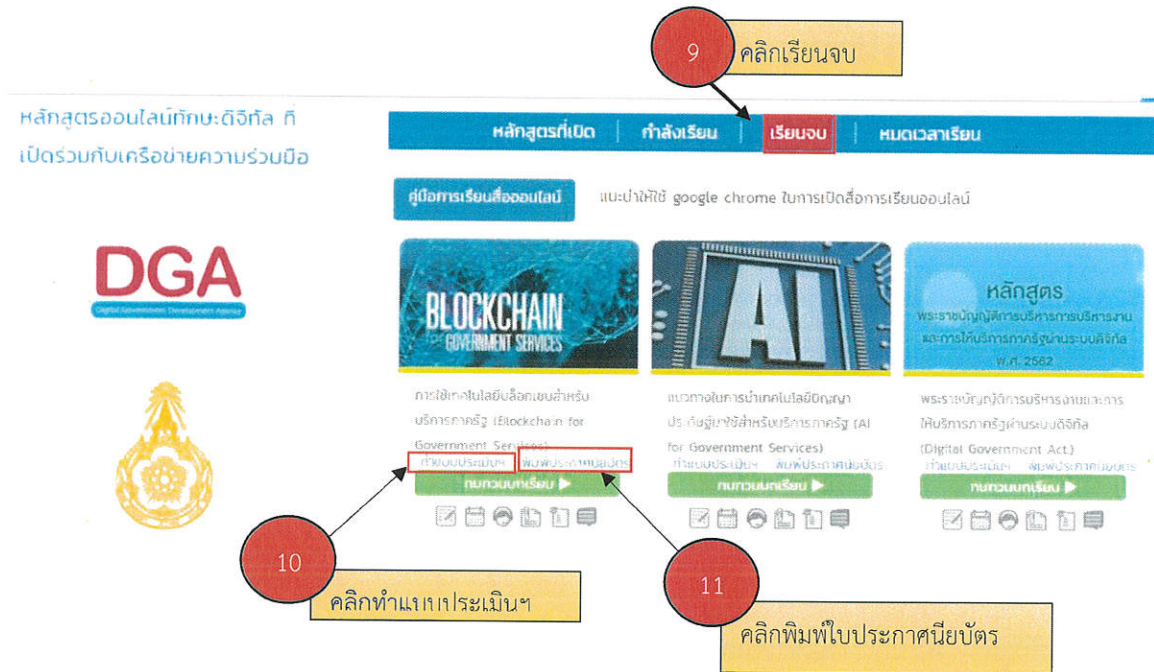 9 คลิกเรียนจบ
หลักสูตรออนไลน์ทักษะดิจิทัล ที่
เปิดร่วมกับเครือข่ายความร่วมมือ
หลักสูตรที่เปิด | กำลังเรียน | เรียนจบ | หมดเวลาเรียน
คู่มือการเรียนสื่อออนไลน์
แนะนำให้ใช้ google chrome ในการเปิดสื่อการเรียนออนไลน์
DGA
Digital Government Development Agency
BLOCKCHAIN
for GOVERNMENT SERVICES
การใช้เทคโนโลยีบล็อกเชนสำหรับ
บริการภาครัฐ (Blockchain for
Government Services)
ทำแบบประเมินฯ พิมพ์ประกาศนียบัตร
ทบทวนบทเรียน
AI
แนวทางในการนำเทคโนโลยีปัญญา
ประดิษฐ์มาใช้สำหรับบริการภาครัฐ (AI
for Government Services)
ทำแบบประเมินฯ พิมพ์ประกาศนียบัตร
ทบทวนบทเรียน
หลักสูตร
พระราชบัญญัติการบริหารการบริหารงาน
และการให้บริการภาครัฐผ่านระบบดิจิทัล
พ.ศ. 2562
พระราชบัญญัติการบริหารงานและการ
ให้บริการภาครัฐผ่านระบบดิจิทัล
(Digital Government Act.)
ทำแบบประเมินฯ พิมพ์ประกาศนียบัตร
ทบทวนบทเรียน
10
คลิกทำแบบประเมินฯ
11
คลิกพิมพ์ใบประกาศนียบัตร